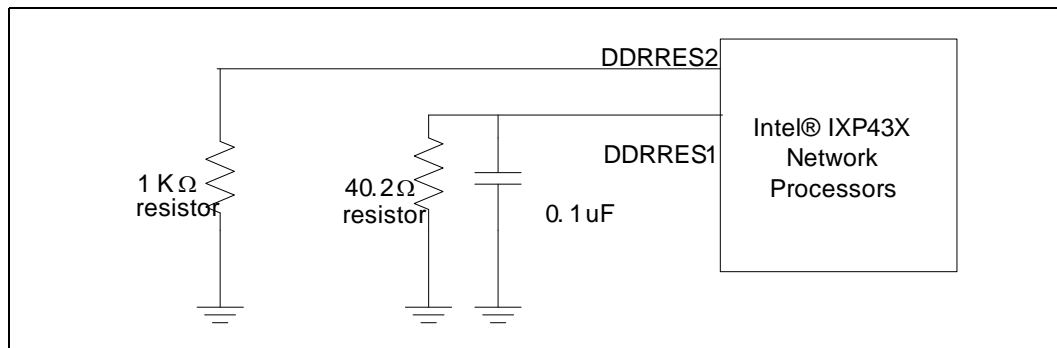 DDRRES2
Intel® IXP43X
Network
Processors
DDRRES1
1 KΩ
resistor
40.2Ω
resistor
0.1uF